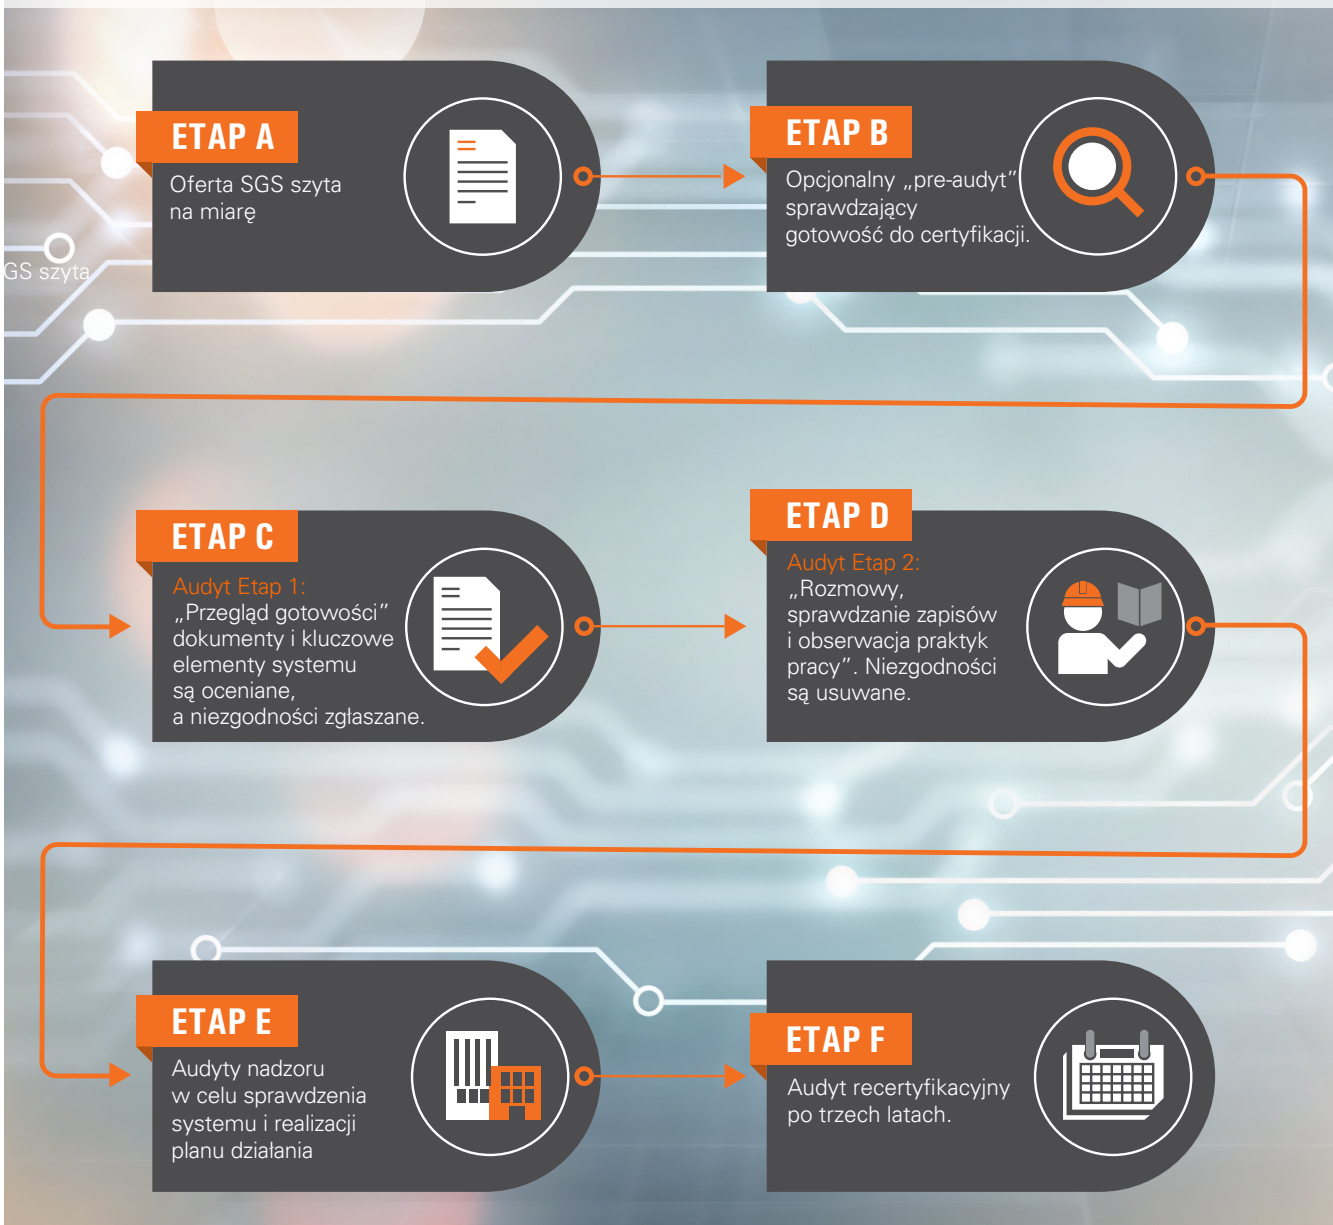 ETAP A
Oferta SGS szyta
na miarę
ETAP B
Opcjonalny „pre-audyt”
sprawdzający
gotowość do certyfikacji.
GS szyta
ETAP C
Audyt Etap 1:
„Przegląd gotowości”
dokumenty i kluczowe
elementy systemu
są oceniane,
a niezgodności zgłaszane.
ETAP D
Audyt Etap 2:
„Rozmowy,
sprawdzanie zapisów
i obserwacja praktyk
pracy”. Niezgodności
są usuwane.
ETAP E
Audyty nadzoru
w celu sprawdzenia
systemu i realizacji
planu działania
ETAP F
Audyt recertyfikacyjny
po trzech latach.